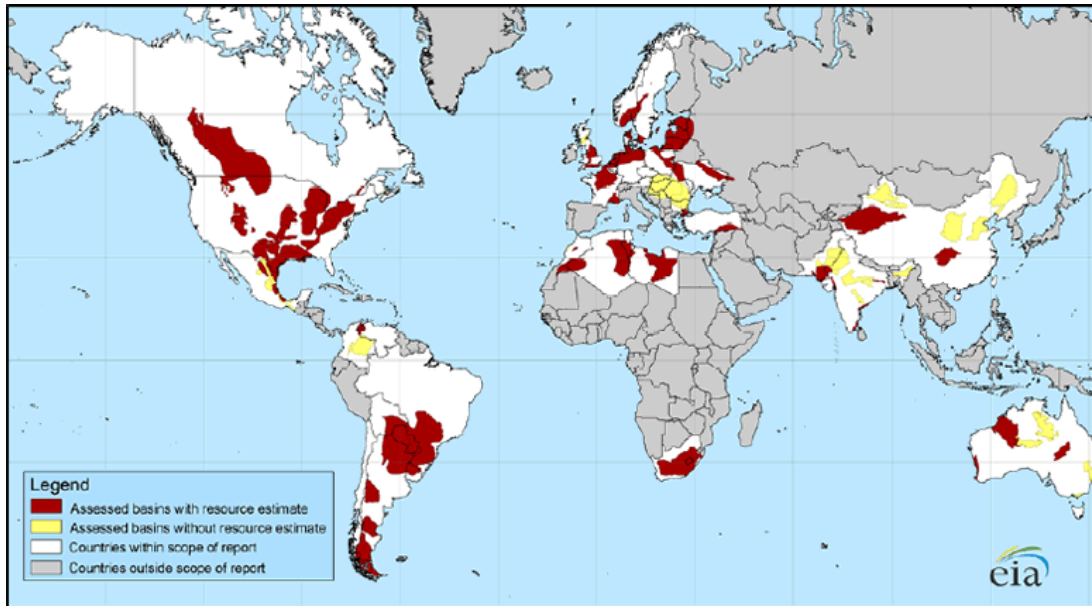 Legend
Assessed basins with resource estimate
Assessed basins without resource estimate
Countries within scope of report
Countries outside scope of report
eia